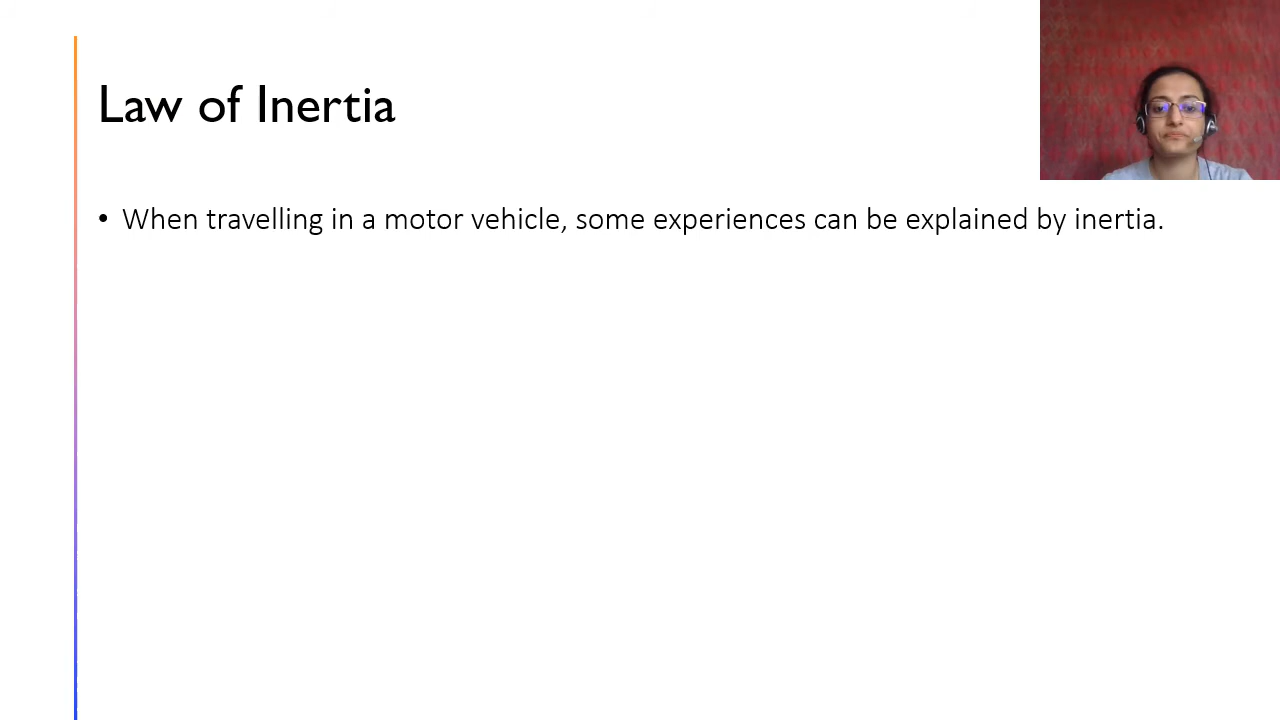 Law of Inertia
• When travelling in a motor vehicle, some experiences can be explained by inertia.